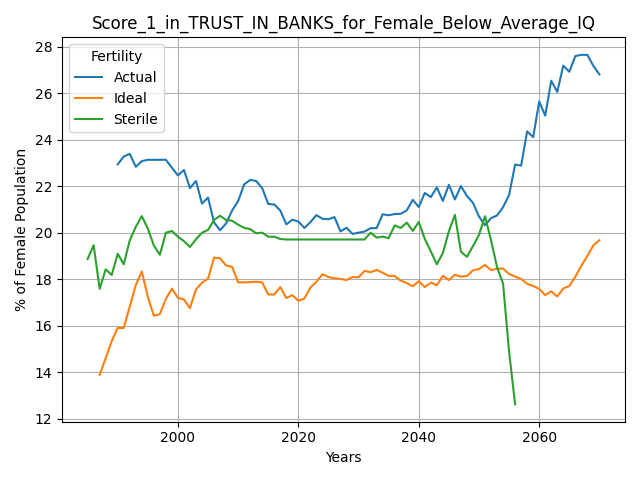 Score_1_in_TRUST_IN_BANKS_for_Female_Below_Average_IQ
Fertility
Actual
Ideal
Sterile
% of Female Population
28
26
24
22
20
18
16
14
12
2000
2020
2040
2060
Years